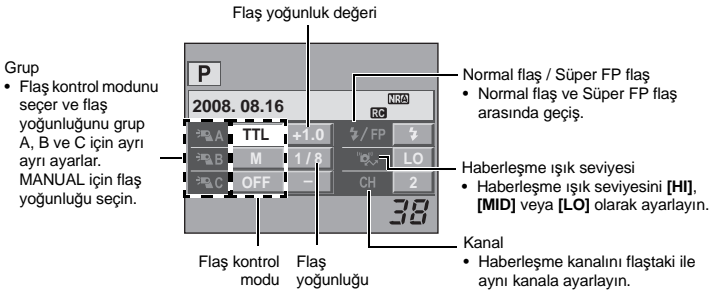 Flaş yoğunluk değeri
Grup
• Flaş kontrol modunu
seçer ve flaş
yoğunluğunu grup
A, B ve C için ayrı
ayrı ayarlar.
MANUAL için flaş
yoğunluğu seçin.
P
2008. 08.16
NR
RC
A TTL +1.0 /FP
B M 1/8 LO
C OFF – CH 2
38
Normal flaş / Süper FP flaş
• Normal flaş ve Süper FP flaş
arasında geçiş.
Haberleşme ışık seviyesi
• Haberleşme ışık seviyesini [HI],
[MID] veya [LO] olarak ayarlayın.
Kanal
• Haberleşme kanalını flaştaki ile
aynı kanala ayarlayın.
Flaş kontrol
modu
Flaş
yoğunluğu